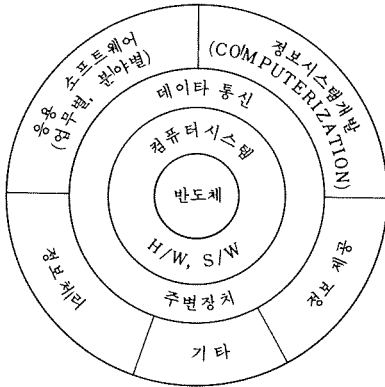 응용 소프트웨어
(업무별, 분야별)
정보시스템개발
(COMPUTERIZATION)
데이타 통신
컴퓨터시스템
반도체
H/W, S/W
주변장치
정보처리
기 타
정보 제공